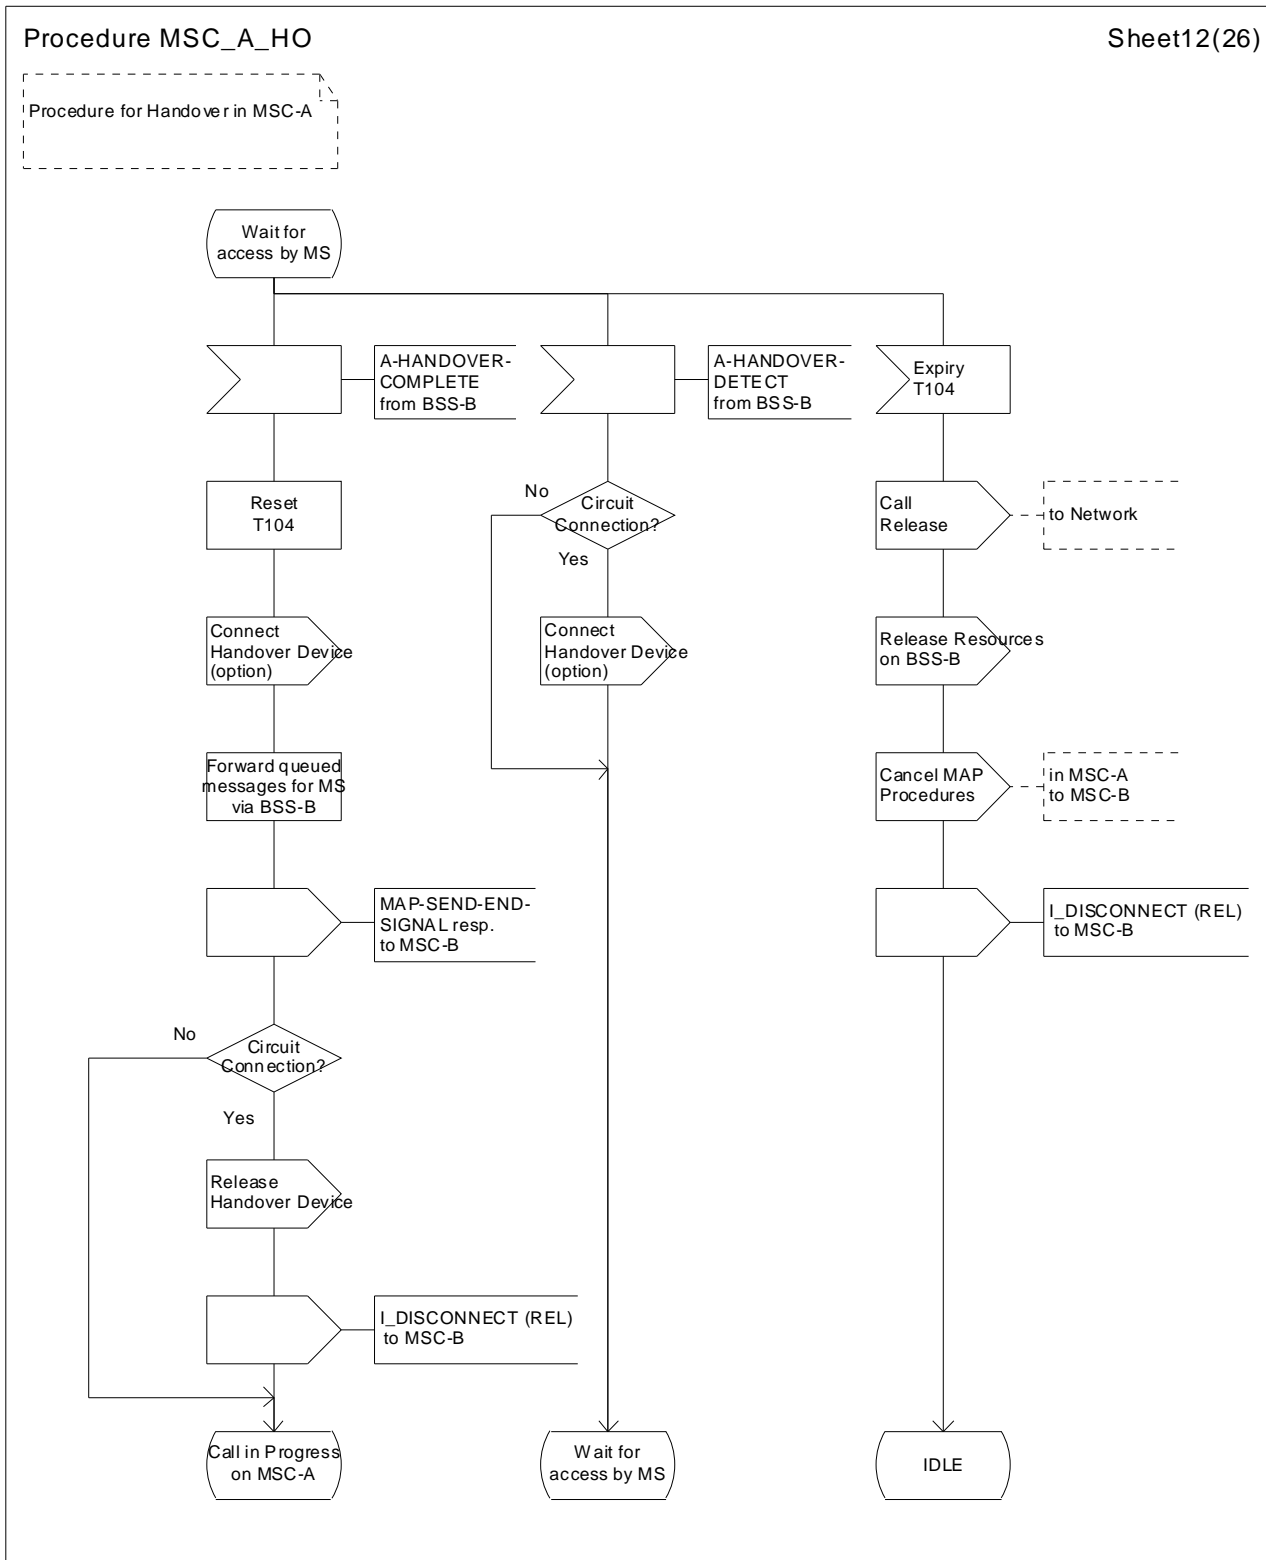 Procedure MSC_A_HO
Sheet12(26)
Procedure for Handover in MSC-A
Wait for
access by MS
A-HANDOVER-
COMPLETE
from BSS-B
A-HANDOVER-
DETECT
from BSS-B
Expiry
T104
Reset
T104
No
Circuit
Connection?
Yes
Call
Release
to Network
Connect
Handover Device
(option)
Connect
Handover Device
(option)
Release Resources
on BSS-B
Forward queued
messages for MS
via BSS-B
Cancel MAP
Procedures
in MSC-A
to MSC-B
MAP-SEND-END-
SIGNAL resp.
to MSC-B
I_DISCONNECT (REL)
to MSC-B
No
Circuit
Connection?
Yes
Release
Handover Device
I_DISCONNECT (REL)
to MSC-B
Call in Progress
on MSC-A
Wait for
access by MS
IDLE